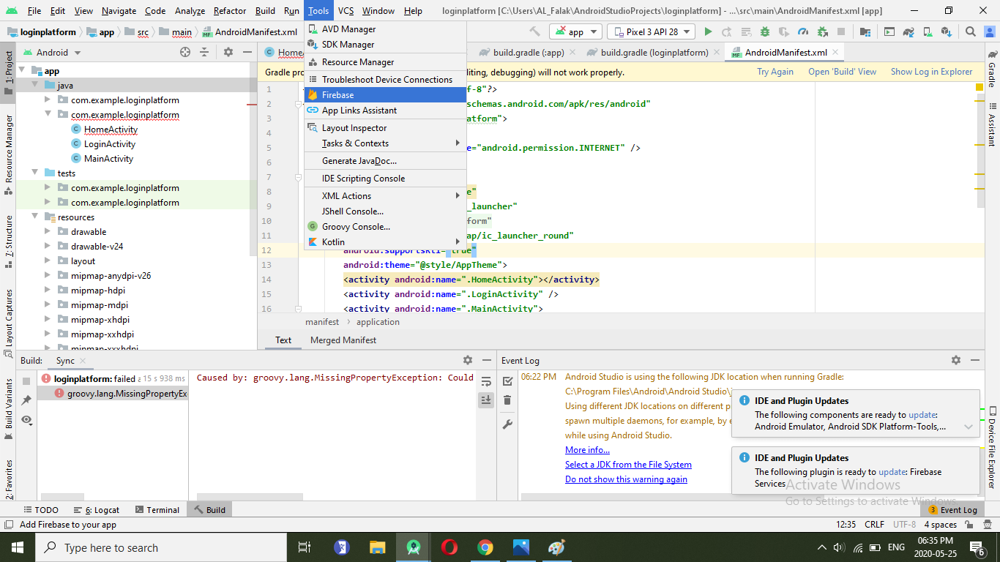 File Edit View Navigate Code Analyze Refactor Build Run Tools VCS Window Help loginplatform [C:\Users\AL_Falak\AndroidStudioProjects\loginplatform] - ...\src\main\AndroidManifest.xml [app]
loginplatform app src main AndroidManifest.xml app Pixel 3 API 28
AVD Manager
SDK Manager
Resource Manager
Troubleshoot Device Connections
Firebase
App Links Assistant
Layout Inspector
Tasks & Contexts
Generate JavaDoc...
IDE Scripting Console
XML Actions
JShell Console...
Groovy Console...
Kotlin
1: Project
Resource Manager
7: Structure
Layout Captures
Build Variants
2: Favorites
Android
app
java
com.example.loginplatform
com.example.loginplatform
HomeActivity
LoginActivity
MainActivity
tests
com.example.loginplatform
com.example.loginplatform
resources
drawable
drawable-v24
layout
mipmap-anydpi-v26
mipmap-hdpi
mipmap-mdpi
mipmap-xhdpi
mipmap-xxhdpi
mipmap-xxxhdpi
build.gradle (:app) build.gradle (loginplatform) AndroidManifest.xml
Gradle pro diting, debugging) will not work properly. Try Again Open 'Build' View Show Log in Explorer
1 f-8"?>
2 schemas.android.com/apk/res/android"
3 atform">
4
5 e="android.permission.INTERNET" />
6
7
8 e"
9 _launcher"
10 form"
11 ap/ic_launcher_round"
12 android:supportsRtl="true"
13 android:theme="@style/AppTheme">
14 <activity android:name=".HomeActivity"></activity>
15 <activity android:name=".LoginActivity" />
16 <activity android:name=".MainActivity">
manifest application
Text Merged Manifest
Gradle
Assistant
Device File Explorer
Build: Sync
loginplatform: failed a 15 s 938 ms
groovy.lang.MissingPropertyEx
Caused by: groovy.lang.MissingPropertyException: Could
Event Log
06:22 PM Android Studio is using the following JDK location when running Gradle:
C:\Program Files\Android\Android Studio\j
Using different JDK locations on different p
spawn multiple daemons, for example, by e
while using Android Studio.
More info...
Select a JDK from the File System
Do not show this warning again
IDE and Plugin Updates
The following components are ready to update:
Android Emulator, Android SDK Platform-Tools,...
IDE and Plugin Updates
The following plugin is ready to update: Firebase
Services
Activate Windows
Go to Settings to activate Windows.
TODO 6: Logcat Terminal Build 3 Event Log
Add Firebase to your app 12:35 CRLF UTF-8 4 spaces
Type here to search ENG 06:35 PM
2020-05-25 6